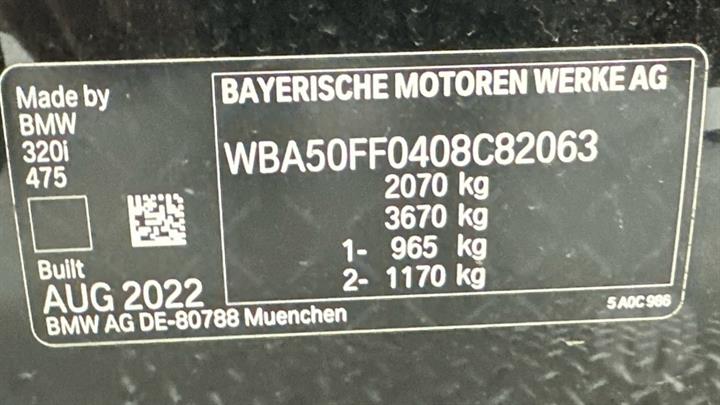 Made by
BMW
320i
475
Built
AUG 2022
BMW AG DE-80788 Muenchen
BAYERISCHE MOTOREN WERKE AG
WBA50FF0408C82063
2070 kg
3670 kg
1- 965 kg
2- 1170 kg
5 A0C 986